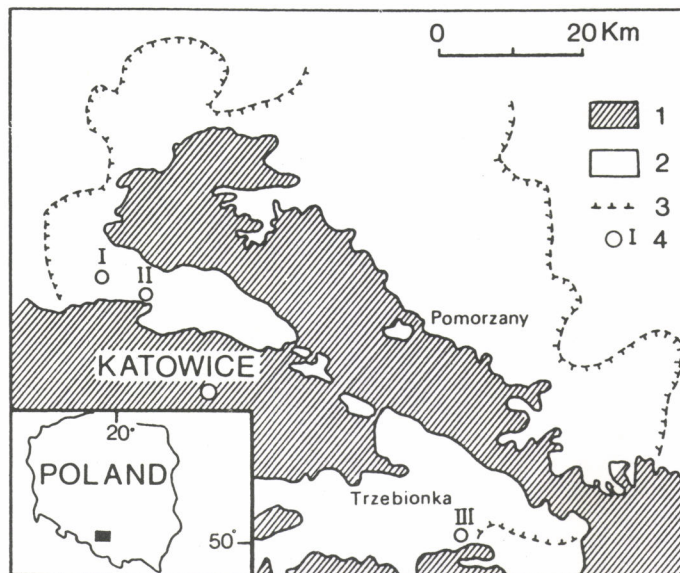 0 20 Km
1
2
3
I 4
I
II
Pomorzany
KATOWICE
20°
POLAND
Trzebionka
III
50°